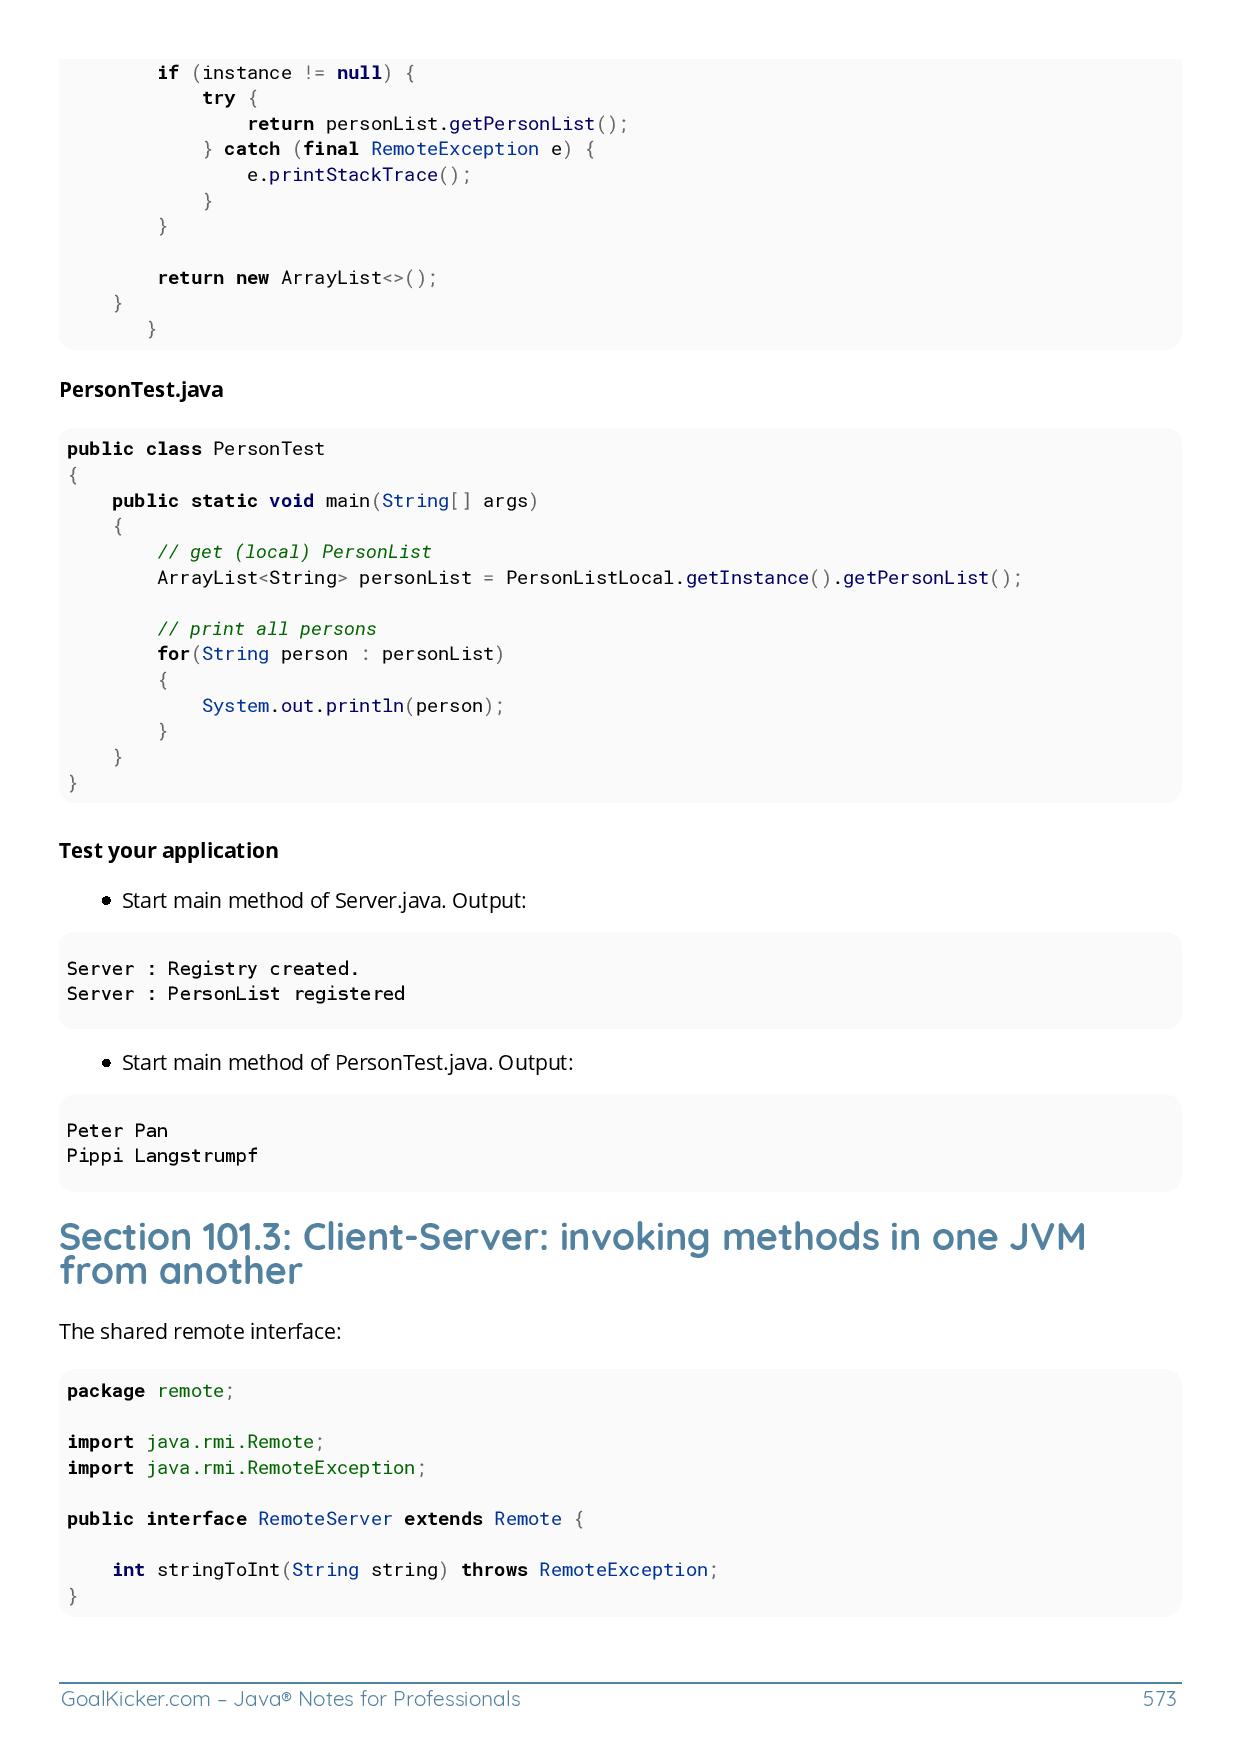 if (instance != null) {
            try {
                return personList.getPersonList();
            } catch (final RemoteException e) {
                e.printStackTrace();
            }
        }

        return new ArrayList<>();
    }
       }
PersonTest.java
public class PersonTest
{
    public static void main(String[] args)
    {
        // get (local) PersonList
        ArrayList<String> personList = PersonListLocal.getInstance().getPersonList();

        // print all persons
        for(String person : personList)
        {
            System.out.println(person);
        }
    }
}
Test your application
● Start main method of Server.java. Output:
Server : Registry created.
Server : PersonList registered
● Start main method of PersonTest.java. Output:
Peter Pan
Pippi Langstrumpf
Section 101.3: Client-Server: invoking methods in one JVM
from another
The shared remote interface:
package remote;

import java.rmi.Remote;
import java.rmi.RemoteException;

public interface RemoteServer extends Remote {

    int stringToInt(String string) throws RemoteException;
}
GoalKicker.com – Java® Notes for Professionals 573